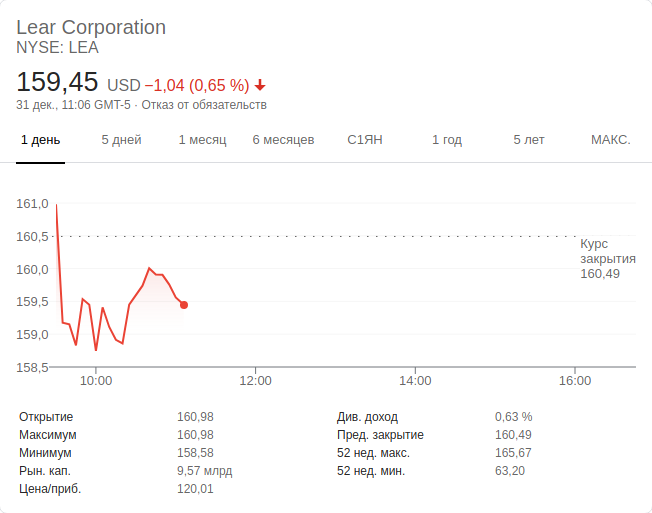 Lear Corporation
NYSE: LEA
159,45 USD −1,04 (0,65 %)
31 дек., 11:06 GMT-5 · Отказ от обязательств
1 день 5 дней 1 месяц 6 месяцев С1ЯН 1 год 5 лет МАКС.
161,0
160,5
Курс
закрытия
160,49
160,0
159,5
159,0
158,5
10:00 12:00 14:00 16:00
Открытие 160,98 Див. доход 0,63 %
Максимум 160,98 Пред. закрытие 160,49
Минимум 158,58 52 нед. макс. 165,67
Рын. кап. 9,57 млрд 52 нед. мин. 63,20
Цена/приб. 120,01